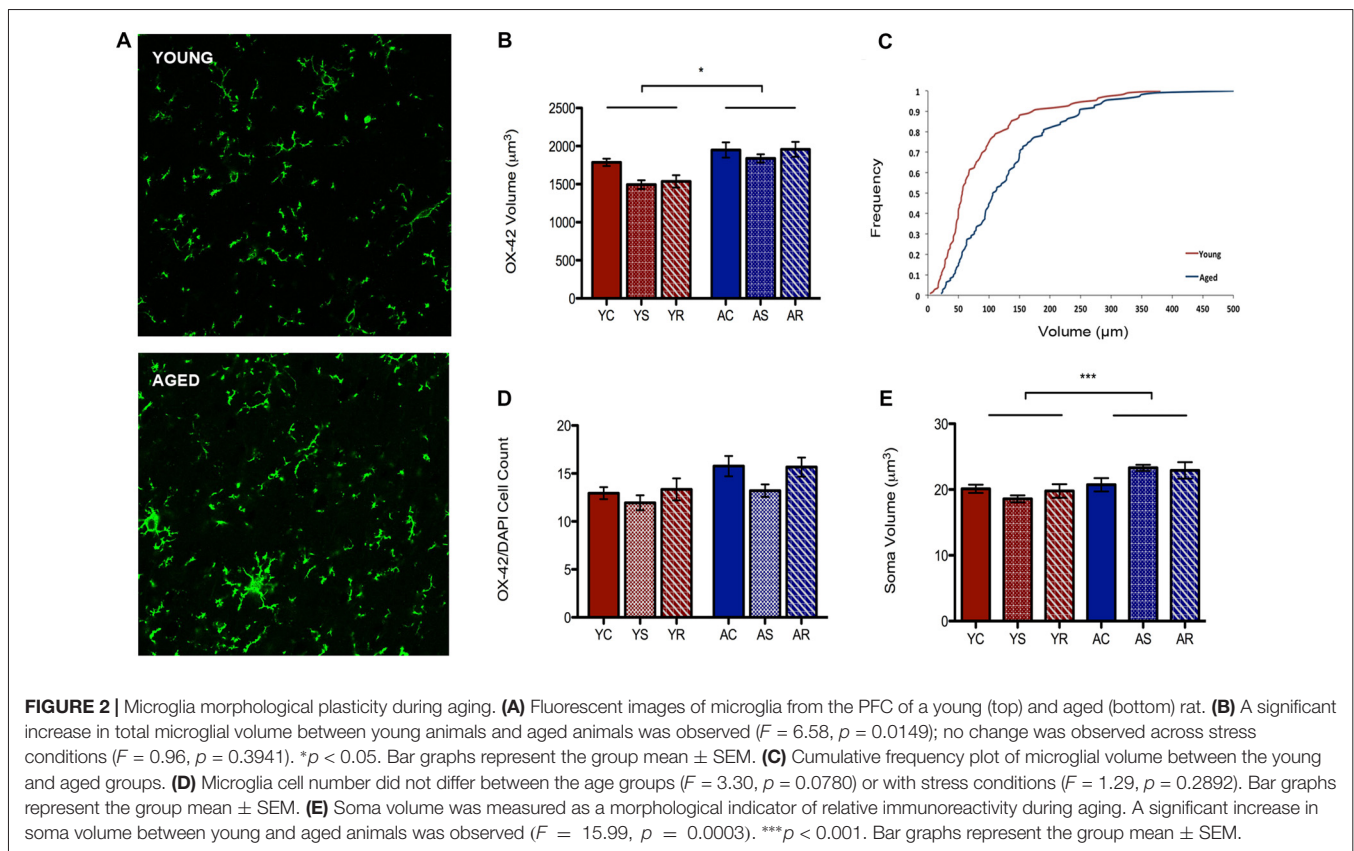 A
YOUNG
AGED
B
*
OX-42 Volume (µm³)
2500
2000
1500
1000
500
0
YC YS YR AC AS AR
C
Frequency
1
0.9
0.8
0.7
0.6
0.5
0.4
0.3
0.2
0.1
0
Young
Aged
0 50 100 150 200 250 300 350 400 450 500
Volume (µm)
D
OX-42/DAPI Cell Count
20
15
10
5
0
YC YS YR AC AS AR
E
***
Soma Volume (µm³)
30
20
10
0
YC YS YR AC AS AR
FIGURE 2 | Microglia morphological plasticity during aging. (A) Fluorescent images of microglia from the PFC of a young (top) and aged (bottom) rat. (B) A significant
increase in total microglial volume between young animals and aged animals was observed (F = 6.58, p = 0.0149); no change was observed across stress
conditions (F = 0.96, p = 0.3941). *p < 0.05. Bar graphs represent the group mean ± SEM. (C) Cumulative frequency plot of microglial volume between the young
and aged groups. (D) Microglia cell number did not differ between the age groups (F = 3.30, p = 0.0780) or with stress conditions (F = 1.29, p = 0.2892). Bar graphs
represent the group mean ± SEM. (E) Soma volume was measured as a morphological indicator of relative immunoreactivity during aging. A significant increase in
soma volume between young and aged animals was observed (F = 15.99, p = 0.0003). ***p < 0.001. Bar graphs represent the group mean ± SEM.